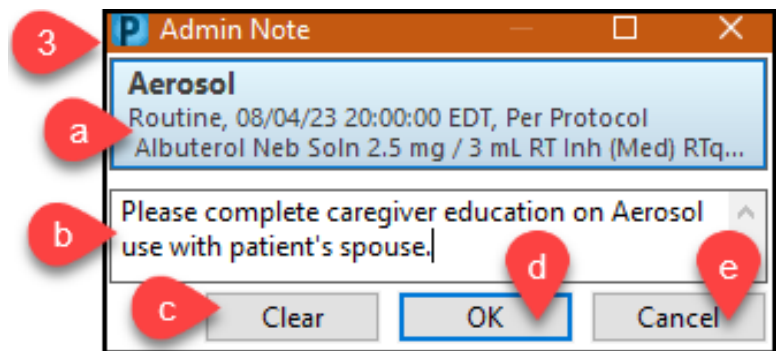 3
P Admin Note
Aerosol
a
Routine, 08/04/23 20:00:00 EDT, Per Protocol
Albuterol Neb Soln 2.5 mg / 3 mL RT Inh (Med) RTq...
b
Please complete caregiver education on Aerosol
use with patient's spouse.
d
e
c
Clear OK Cancel